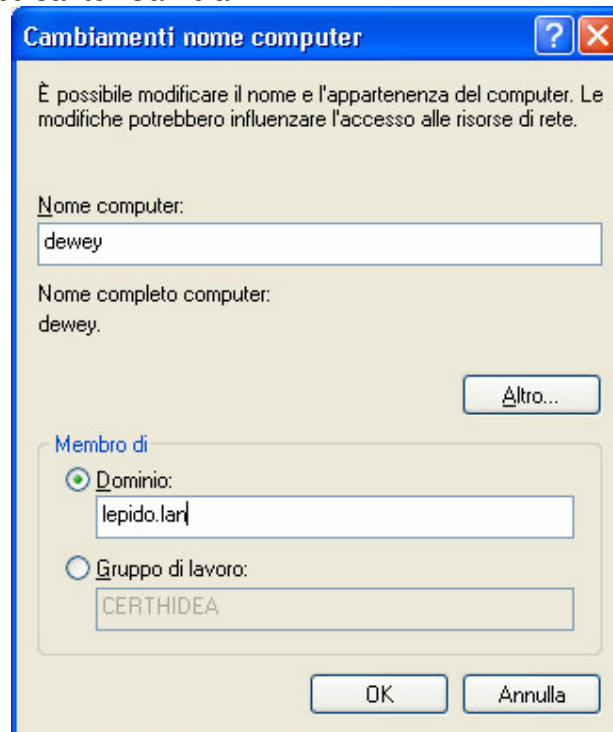 Cambiamenti nome computer
È possibile modificare il nome e l'appartenenza del computer. Le
modifiche potrebbero influenzare l'accesso alle risorse di rete.
Nome computer:
dewey
Nome completo computer:
dewey.
Altro...
Membro di
Dominio:
lepido.lan
Gruppo di lavoro:
CERTHIDEA
OK
Annulla